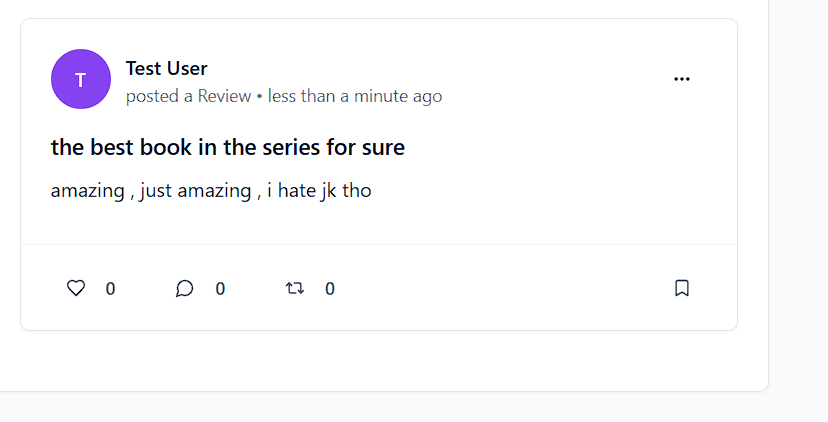 T
Test User
posted a Review • less than a minute ago
the best book in the series for sure
amazing , just amazing , i hate jk tho
0 0 0